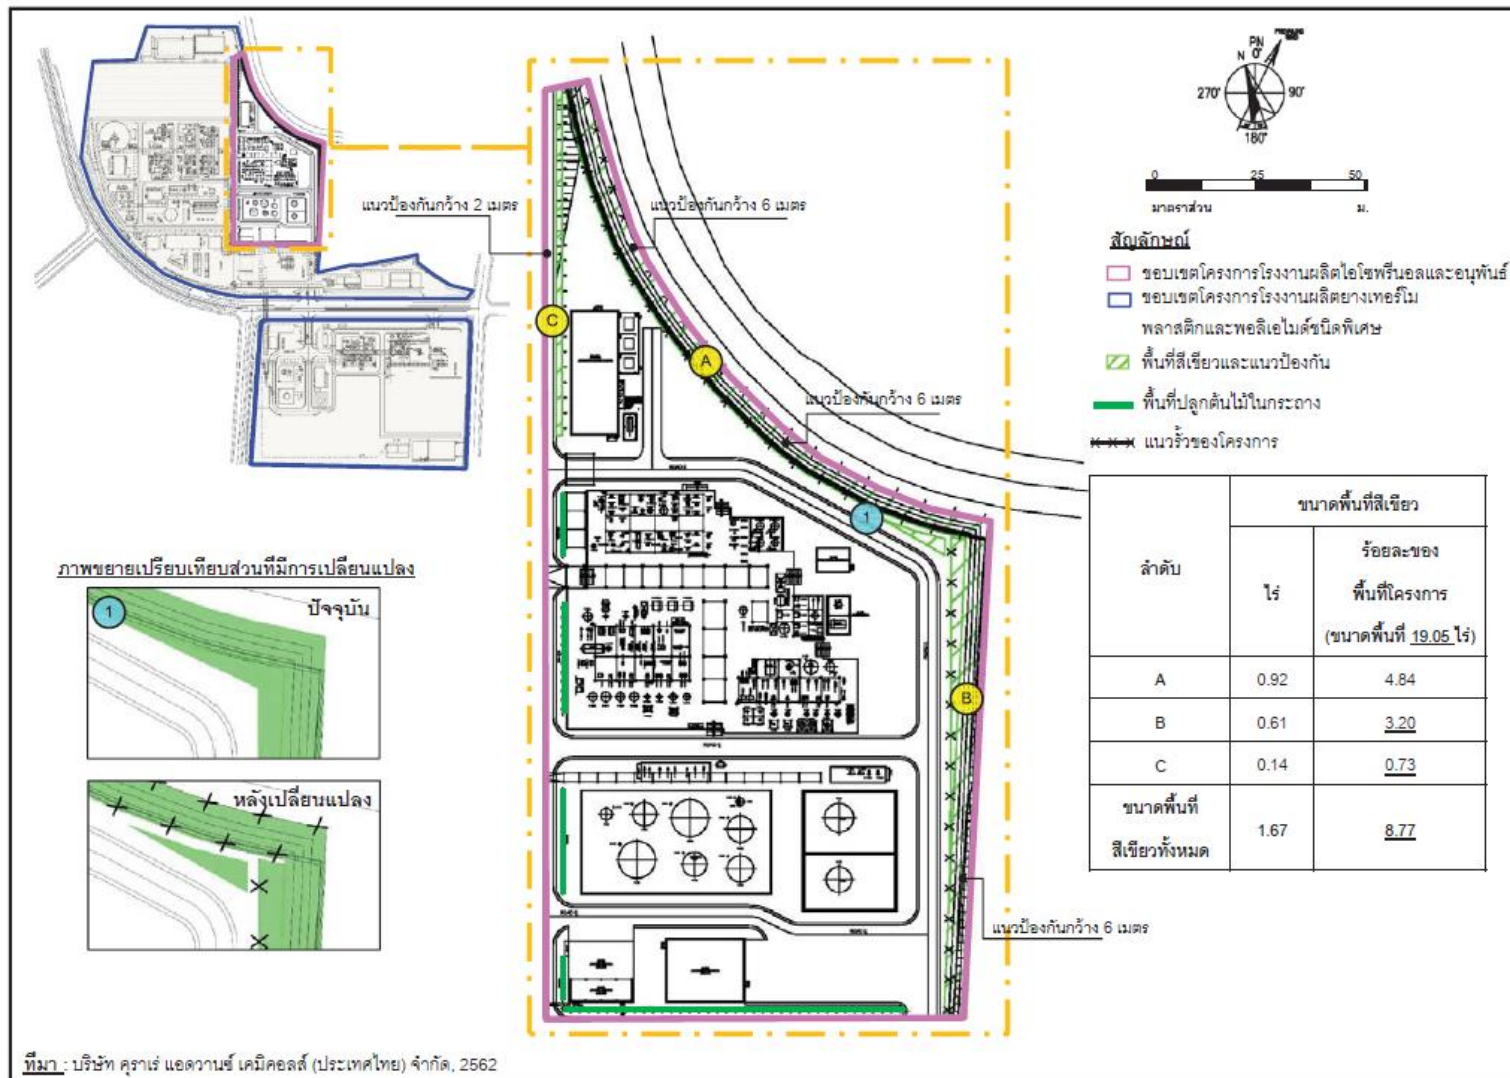 แนวป้องกันกว้าง 2 เมตร
แนวป้องกันกว้าง 6 เมตร
C
A
แนวป้องกันกว้าง 6 เมตร
1
B
แนวป้องกันกว้าง 6 เมตร
PN
N 0°
270° 90°
180°
0 25 50
มาตราส่วน ม.
สัญลักษณ์
ขอบเขตโครงการโรงงานผลิตไอโซพรีนอลและอนุพันธ์
ขอบเขตโครงการโรงงานผลิตยางเทอร์โม
พลาสติกและพอลิเอไมด์ชนิดพิเศษ
พื้นที่สีเขียวและแนวป้องกัน
พื้นที่ปลูกต้นไม้ในกระถาง
แนวรั้วของโครงการ
ลำดับ
ขนาดพื้นที่สีเขียว
ไร่
ร้อยละของ
พื้นที่โครงการ
(ขนาดพื้นที่ 19.05 ไร่)
A 0.92 4.84
B 0.61 3.20
C 0.14 0.73
ขนาดพื้นที่
สีเขียวทั้งหมด
1.67 8.77
ภาพขยายเปรียบเทียบส่วนที่มีการเปลี่ยนแปลง
1
ปัจจุบัน
หลังเปลี่ยนแปลง
ที่มา : บริษัท คุราเร่ แอดวานซ์ เคมิคอลส์ (ประเทศไทย) จำกัด, 2562